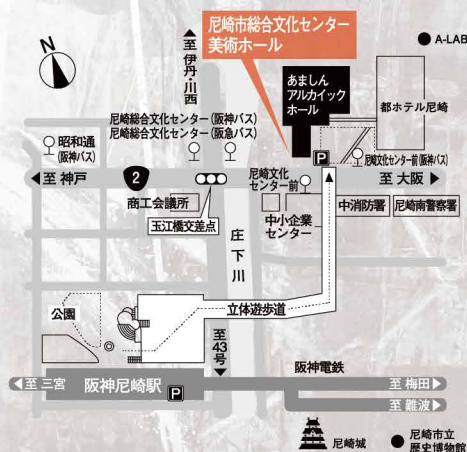 尼崎市総合文化センター
美術ホール
A-LAB
N
至伊丹・川西
あましん
アルカイック
ホール
都ホテル尼崎
尼崎総合文化センター(阪神バス)
尼崎総合文化センター(阪急バス)
昭和通
(阪神バス)
P
尼崎文化センター前(阪神バス)
至 神戸
2
尼崎文化
センター前
至 大阪
商工会議所
玉江橋交差点
中小企業
センター
中消防署
尼崎南警察署
庄下川
公園
立体遊歩道
至43号
阪神電鉄
至 三宮
阪神尼崎駅
P
至 梅田
至 難波
尼崎城
尼崎市立
歴史博物館